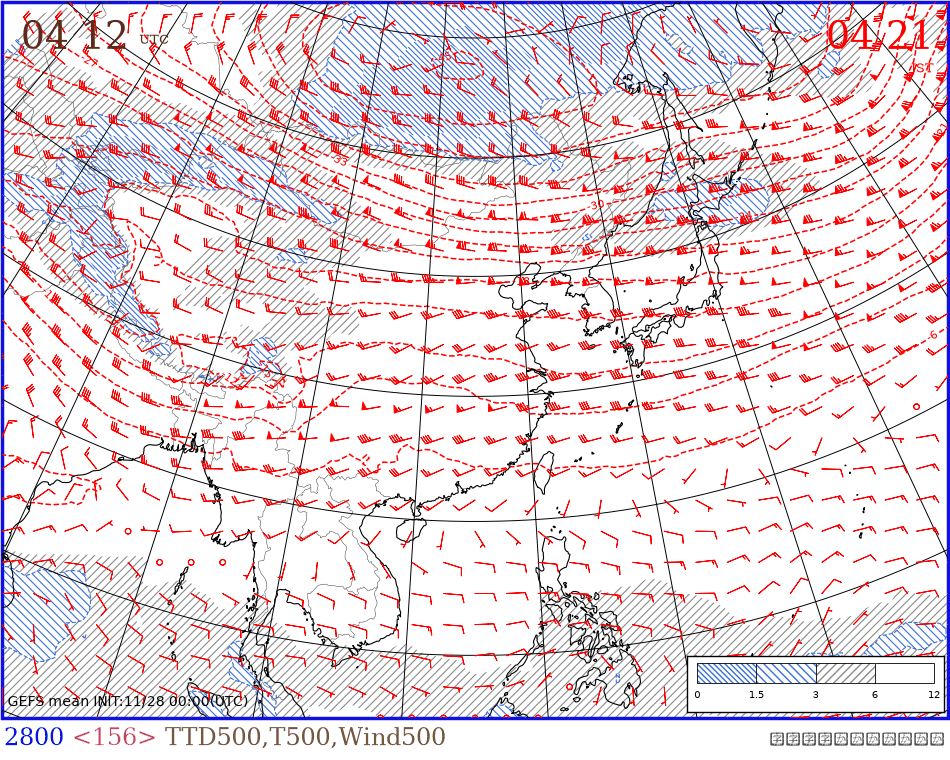 04 12 UTC
04 21 JST
-33
-30
6
0 1.5 3 6 12
GEFS mean INIT:11/28 00:00(UTC)
2800 <156> TTD500,T500,Wind500